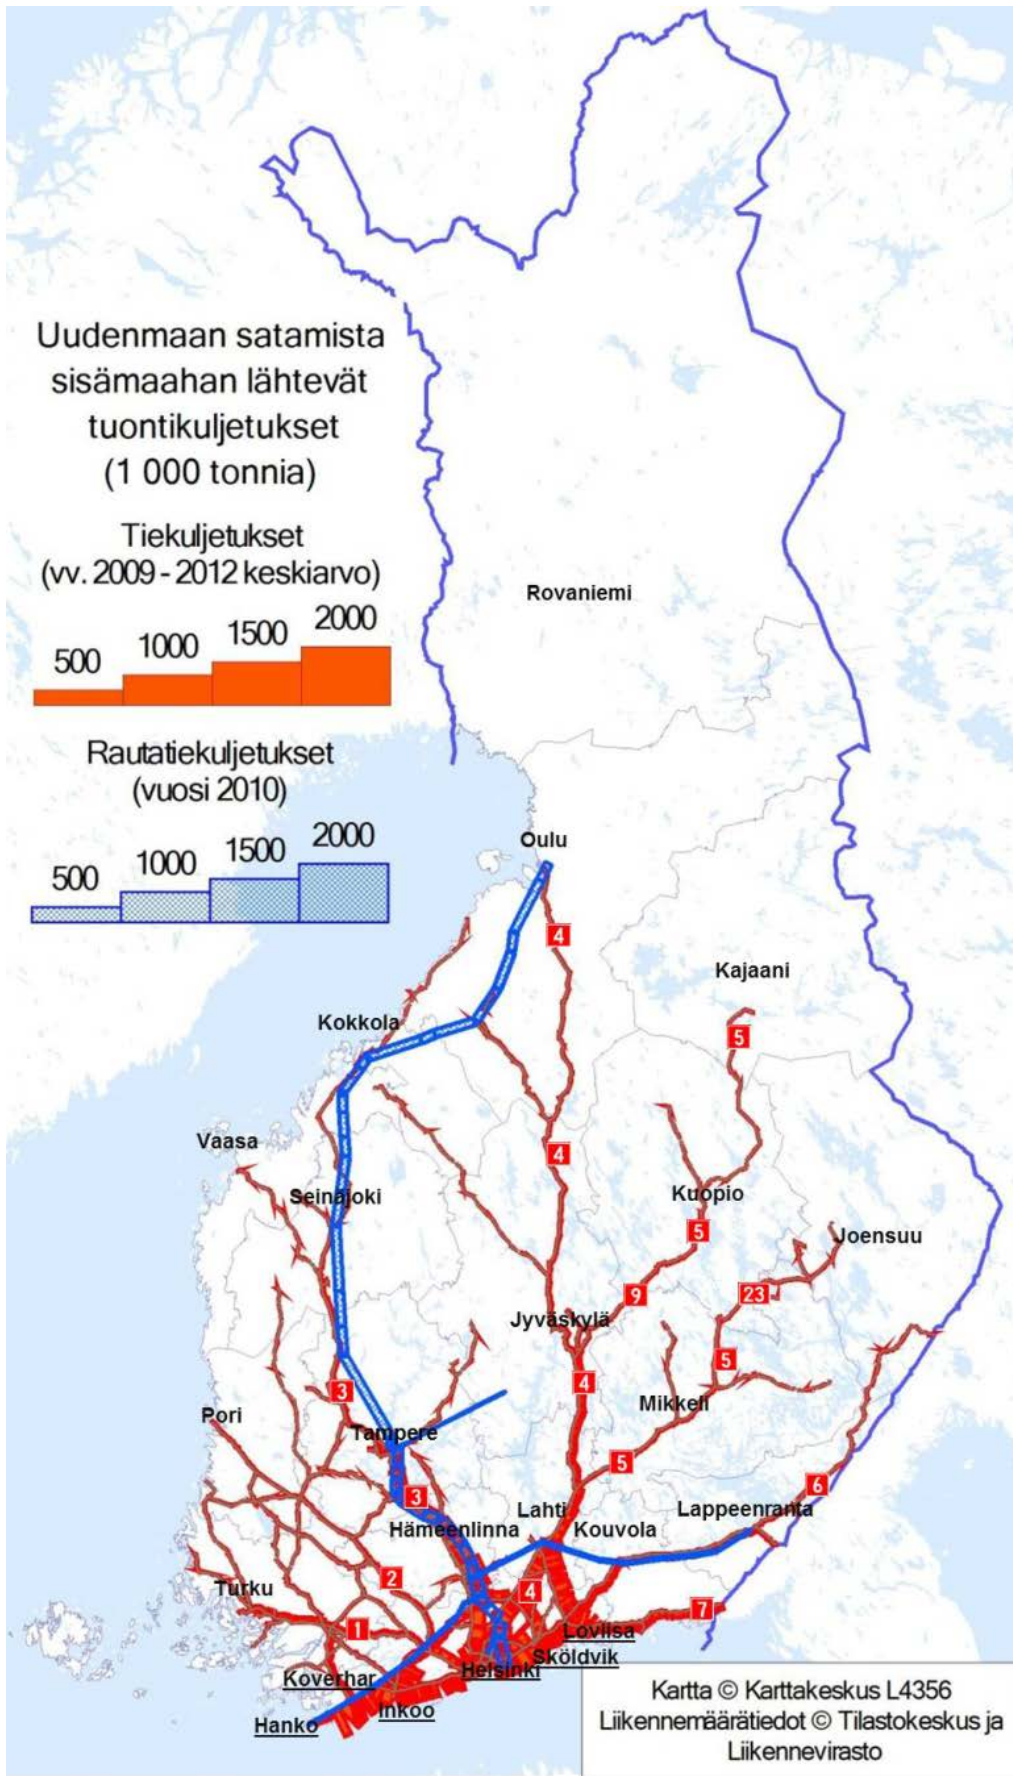 Uudenmaan satamista
sisämaahan lähtevät
tuontikuljetukset
(1 000 tonnia)
Tiekuljetukset
(vv. 2009 - 2012 keskiarvo)
500
1000
1500
2000
Rautatiekuljetukset
(vuosi 2010)
500
1000
1500
2000
Rovaniemi
Oulu
4
Kajaani
5
Kokkola
Vaasa
4
Seinäjoki
Kuopio
5
Joensuu
9
23
Jyväskylä
5
3
4
Mikkeli
Pori
Tampere
5
6
3
Lahti
Lappeenranta
Hämeenlinna
Kouvola
2
4
Turku
7
1
Loviisa
Sköldvik
Helsinki
Koverhar
Inkoo
Hanko
Kartta © Karttakeskus L4356
Liikennemäärätiedot © Tilastokeskus ja
Liikennevirasto